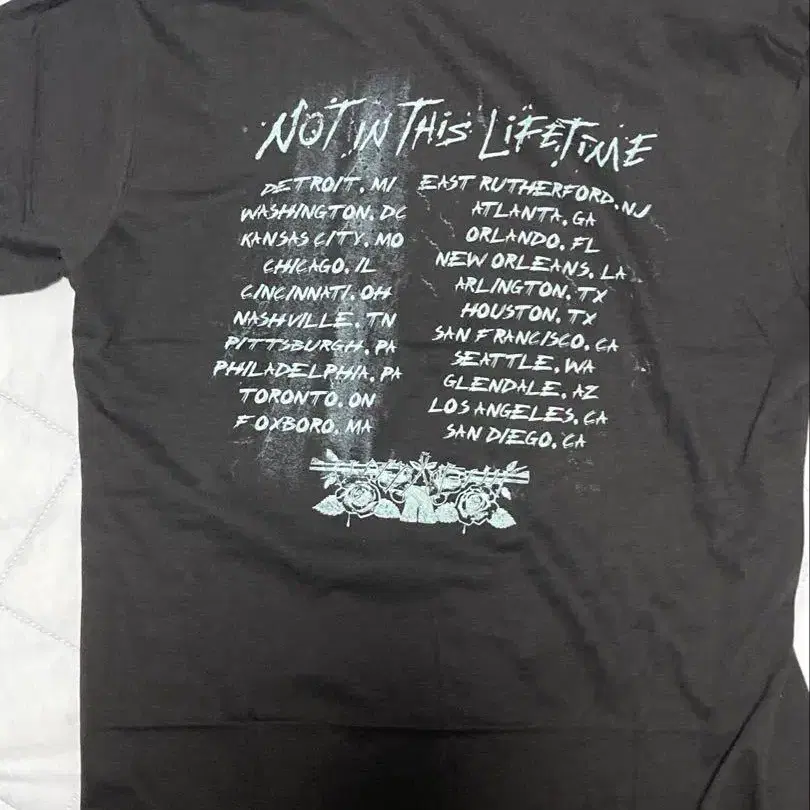 NOT IN THIS LIFETIME
DETROIT, MI
WASHINGTON, DC
KANSAS CITY, MO
CHICAGO, IL
CINCINNATI, OH
NASHVILLE, TN
PITTSBURGH, PA
PHILADELPHIA, PA
TORONTO, ON
FOXBORO, MA
EAST RUTHERFORD, NJ
ATLANTA, GA
ORLANDO, FL
NEW ORLEANS, LA
ARLINGTON, TX
HOUSTON, TX
SAN FRANCISCO, CA
SEATTLE, WA
GLENDALE, AZ
LOS ANGELES, CA
SAN DIEGO, CA